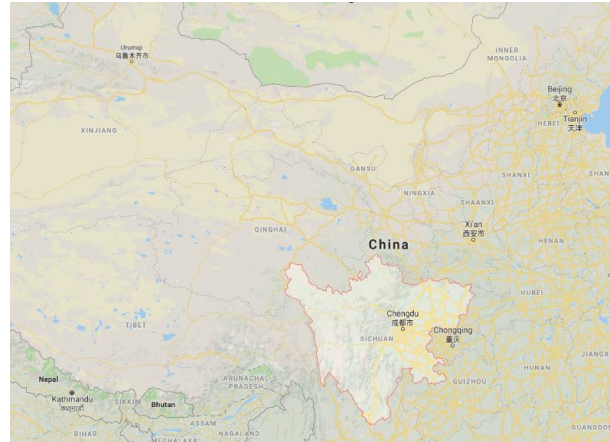 Urumqi
乌鲁木齐市
INNER
MONGOLIA
Beijing
北京
Tianjin
天津
HEBEI
XINJIANG
GANSU
SHANXI
SHAN
NINGXIA
SHAANXI
Xi'an
西安市
QINGHAI
China
HENAN
HUBEI
Chengdu
成都市
Chongqing
重庆
TIBET
SICHUAN
HUNAN
JIANGX
Nepal
ARUNACHAL
PRADESH
GUIZHOU
Kathmandu
SIKKIM
Bhutan
ASSAM
GUANGDO
BIHAR
NAGALAND
MEGHALAYA